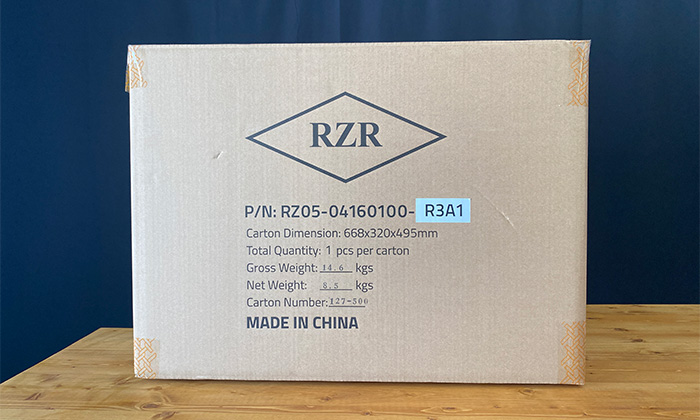 RZR
P/N: RZ05-04160100- R3A1
Carton Dimension: 668x320x495mm
Total Quantity: 1 pcs per carton
Gross Weight: 14.6 kgs
Net Weight: 8.5 kgs
Carton Number: 127-500
MADE IN CHINA